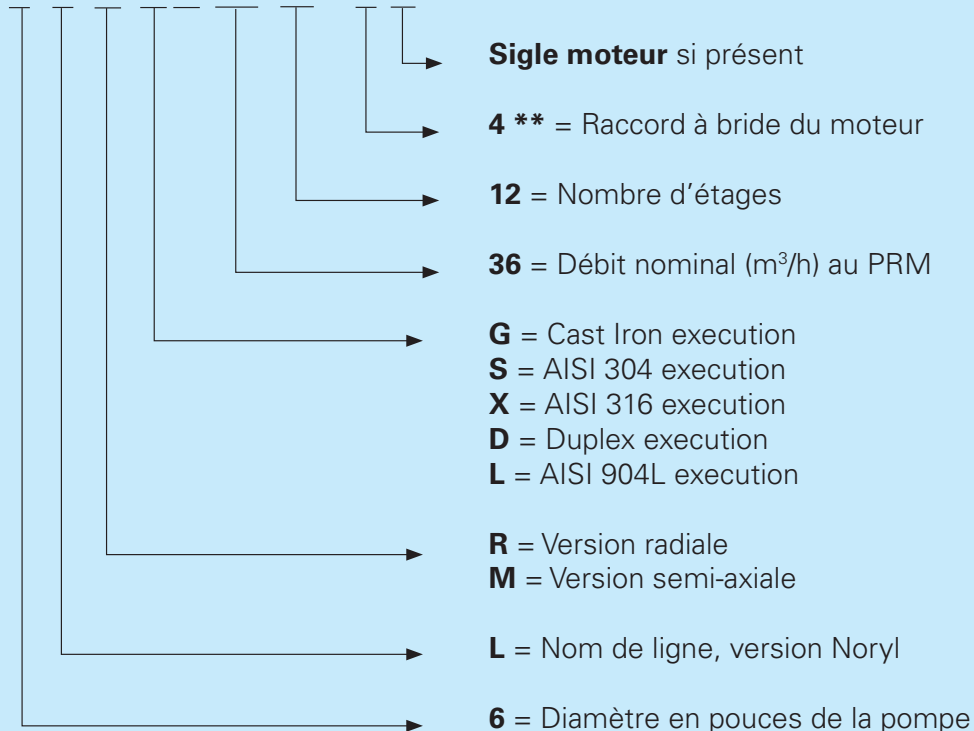 Sigle moteur si présent
4 ** = Raccord à bride du moteur
12 = Nombre d'étages
36 = Débit nominal (m³/h) au PRM
G = Cast Iron execution
S = AISI 304 execution
X = AISI 316 execution
D = Duplex execution
L = AISI 904L execution
R = Version radiale
M = Version semi-axiale
L = Nom de ligne, version Noryl
6 = Diamètre en pouces de la pompe